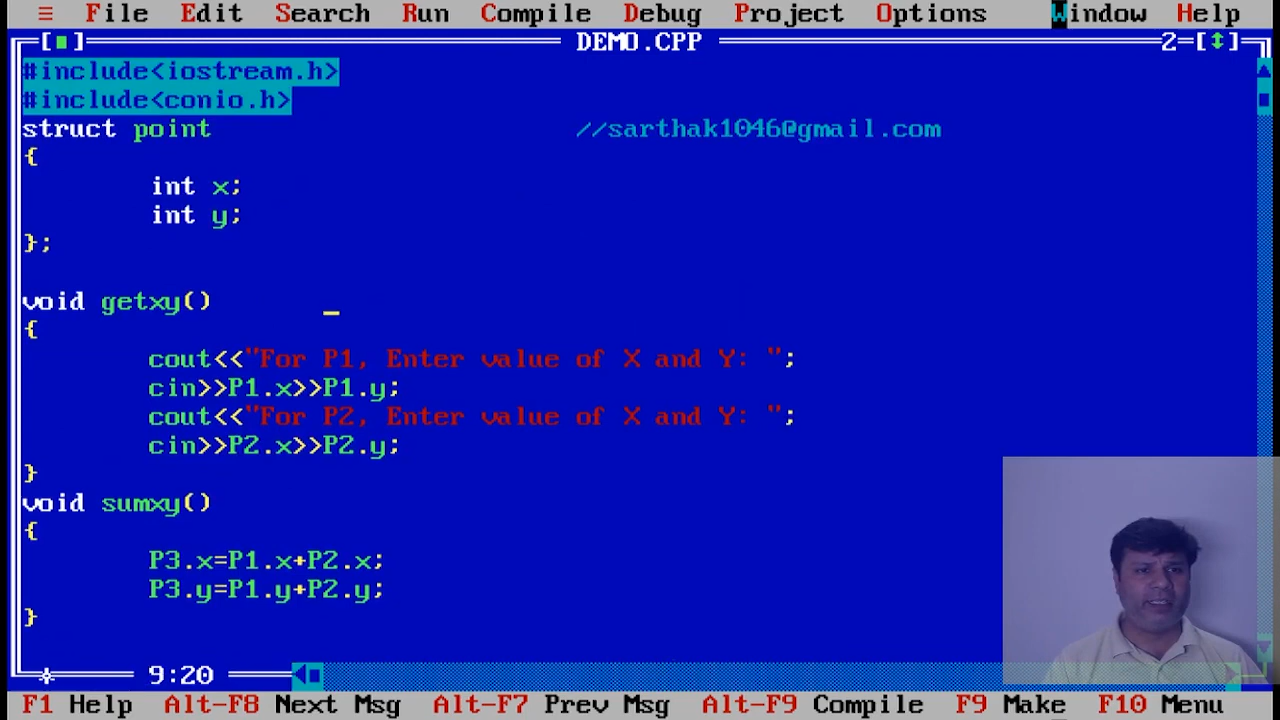 ≡ File Edit Search Run Compile Debug Project Options Window Help
[■] DEMO.CPP 2=[↕]
#include<iostream.h>
#include<conio.h>
struct point //sarthak1046@gmail.com
{
int x;
int y;
};
void getxy()
{
cout<<"For P1, Enter value of X and Y: ";
cin>>P1.x>>P1.y;
cout<<"For P2, Enter value of X and Y: ";
cin>>P2.x>>P2.y;
}
void sumxy()
{
P3.x=P1.x+P2.x;
P3.y=P1.y+P2.y;
}
9:20
F1 Help Alt-F8 Next Msg Alt-F7 Prev Msg Alt-F9 Compile F9 Make F10 Menu